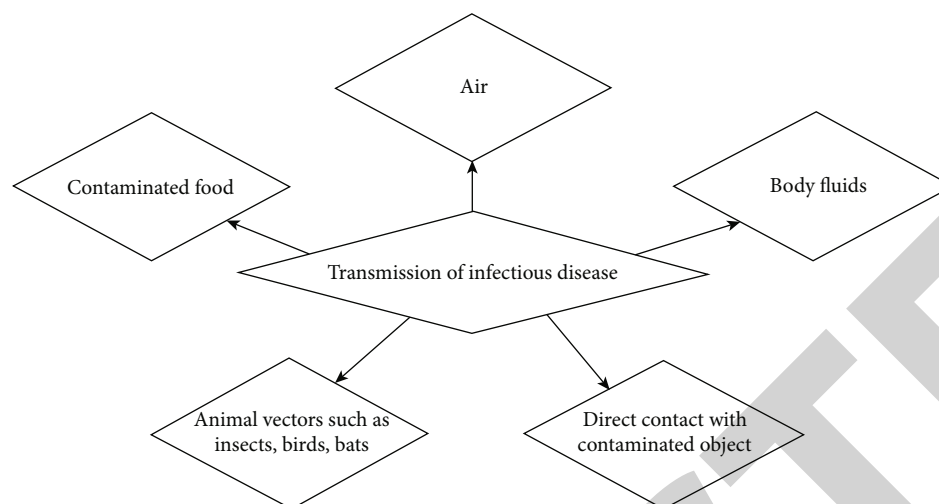 Air
Contaminated food
Body fluids
Transmission of infectious disease
Animal vectors such as
insects, birds, bats
Direct contact with
contaminated object